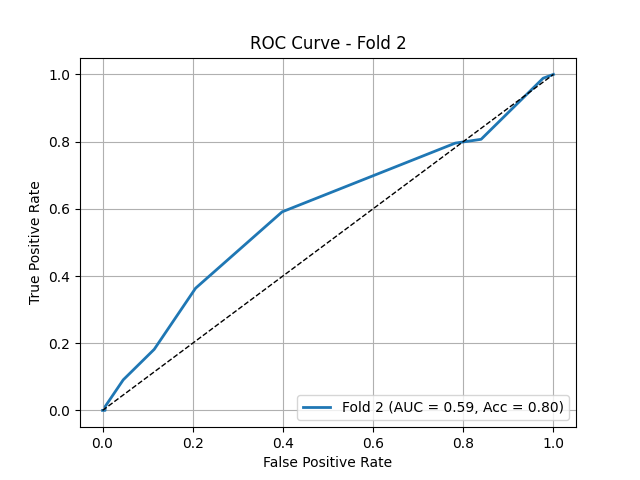 ROC Curve - Fold 2
True Positive Rate
1.0
0.8
0.6
0.4
0.2
0.0
Fold 2 (AUC = 0.59, Acc = 0.80)
0.0 0.2 0.4 0.6 0.8 1.0
False Positive Rate